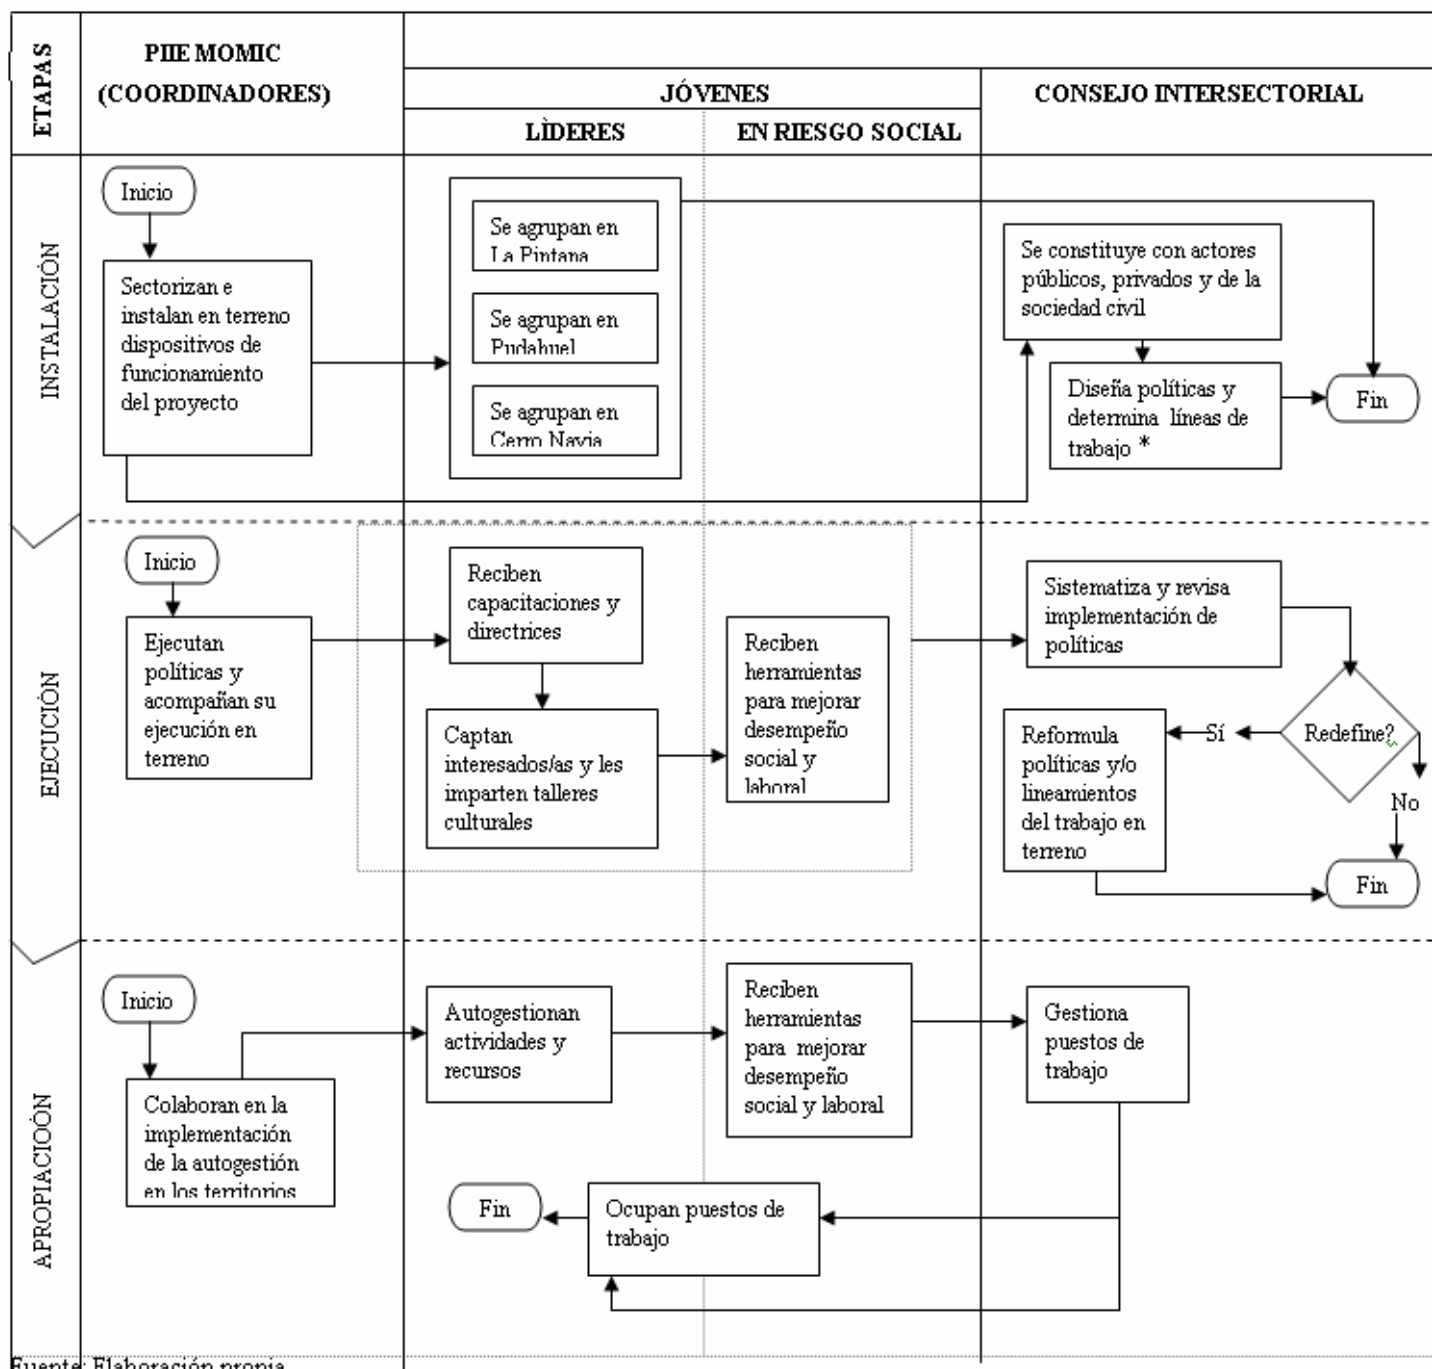 ETAPAS
PIIE MOMIC
(COORDINADORES)
JÓVENES
LÌDERES
EN RIESGO SOCIAL
CONSEJO INTERSECTORIAL
INSTALACIÓN
Inicio
Sectorizan e
instalan en terreno
dispositivos de
funcionamiento
del proyecto
Se agrupan en
La Pintana
Se agrupan en
Pudahuel
Se agrupan en
Cerro Navia
Se constituye con actores
públicos, privados y de la
sociedad civil
Diseña políticas y
determina líneas de
trabajo *
Fin
EJECUCIÓN
Inicio
Ejecutan
políticas y
acompañan su
ejecución en
terreno
Reciben
capacitaciones y
directrices
Captan
interesados/as y les
imparten talleres
culturales
Reciben
herramientas
para mejorar
desempeño
social y
laboral
Sistematiza y revisa
implementación de
políticas
Redefine?
Sí
No
Reformula
políticas y/o
lineamientos
del trabajo en
terreno
Fin
APROPIACIOÓN
Inicio
Colaboran en la
implementación
de la autogestión
en los territorios
Autogestionan
actividades y
recursos
Reciben
herramientas
para mejorar
desempeño
social y laboral
Gestiona
puestos de
trabajo
Ocupan puestos de
trabajo
Fin
Fuente: Elaboración propia